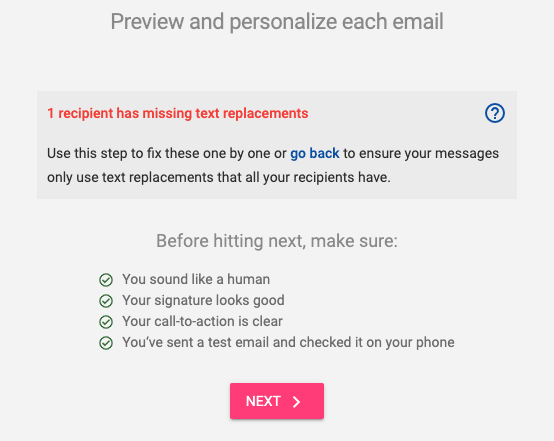 Preview and personalize each email
1 recipient has missing text replacements
Use this step to fix these one by one or go back to ensure your messages
only use text replacements that all your recipients have.
Before hitting next, make sure:
You sound like a human
Your signature looks good
Your call-to-action is clear
You've sent a test email and checked it on your phone
NEXT